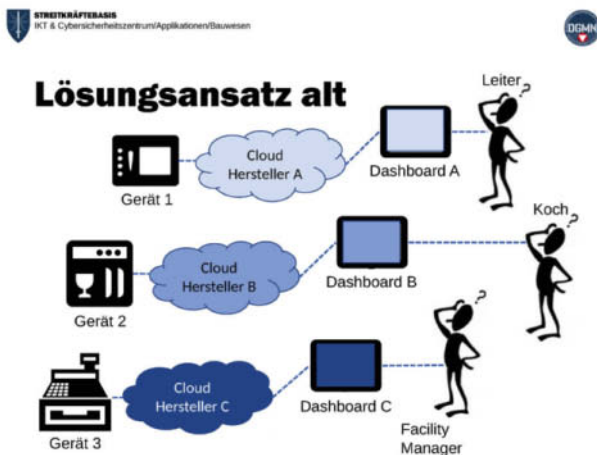 STREITKRÄFTEBASIS
IKT & Cybersicherheitszentrum/Applikationen/Bauwesen
DGMN
Lösungsansatz alt
Leiter
?
Cloud
Hersteller A
Gerät 1
Dashboard A
Koch
?
Cloud
Hersteller B
Gerät 2
Dashboard B
?
Cloud
Hersteller C
Gerät 3
Dashboard C
Facility
Manager